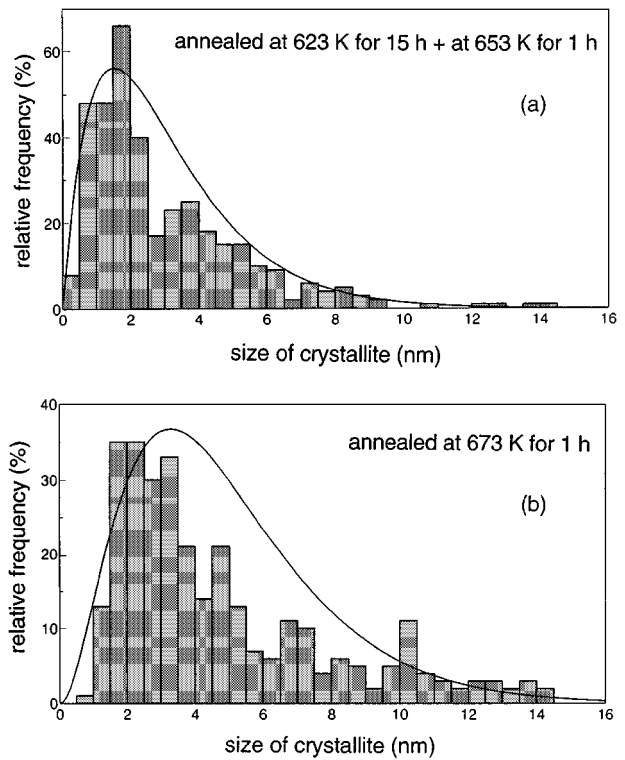 annealed at 623 K for 15 h + at 653 K for 1 h
(a)
relative frequency (%)
60
40
20
0
0 2 4 6 8 10 12 14 16
size of crystallite (nm)
annealed at 673 K for 1 h
(b)
relative frequency (%)
40
30
20
10
0
0 2 4 6 8 10 12 14 16
size of crystallite (nm)